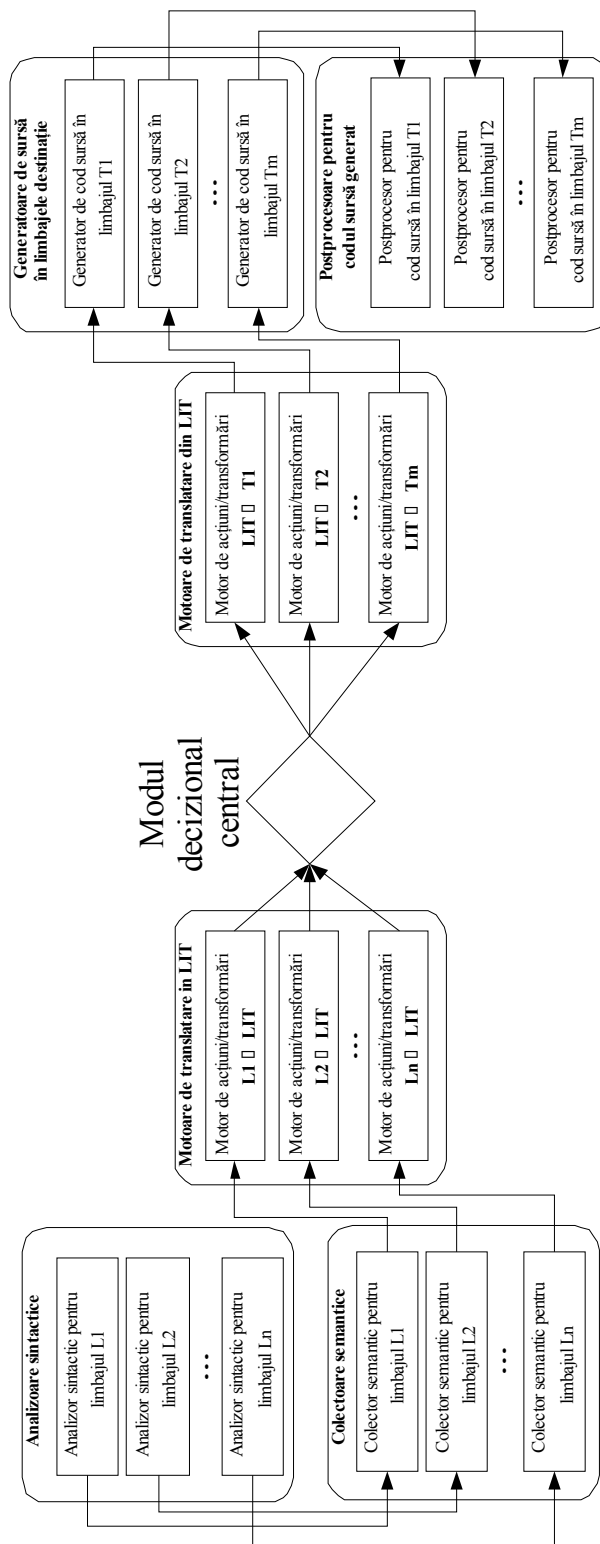 Analizoare sintactice
Analizor sintactic pentru
limbajul L1
Analizor sintactic pentru
limbajul L2
...
Analizor sintactic pentru
limbajul Ln
Colectoare semantice
Colector semantic pentru
limbajul L1
Colector semantic pentru
limbajul L2
...
Colector semantic pentru
limbajul Ln
Motoare de translatare in LIT
Motor de acțiuni/transformări
L1 ▯ LIT
Motor de acțiuni/transformări
L2 ▯ LIT
...
Motor de acțiuni/transformări
Ln ▯ LIT
Modul
decizional
central
Motoare de translatare din LIT
Motor de acțiuni/transformări
LIT ▯ T1
Motor de acțiuni/transformări
LIT ▯ T2
...
Motor de acțiuni/transformări
LIT ▯ Tm
Generatoare de sursă
în limbajele destinație
Generator de cod sursă în
limbajul T1
Generator de cod sursă în
limbajul T2
...
Generator de cod sursă în
limbajul Tm
Postprocesoare pentru
codul sursă generat
Postprocesor pentru
cod sursă în limbajul T1
Postprocesor pentru
cod sursă în limbajul T2
...
Postprocesor pentru
cod sursă în limbajul Tm